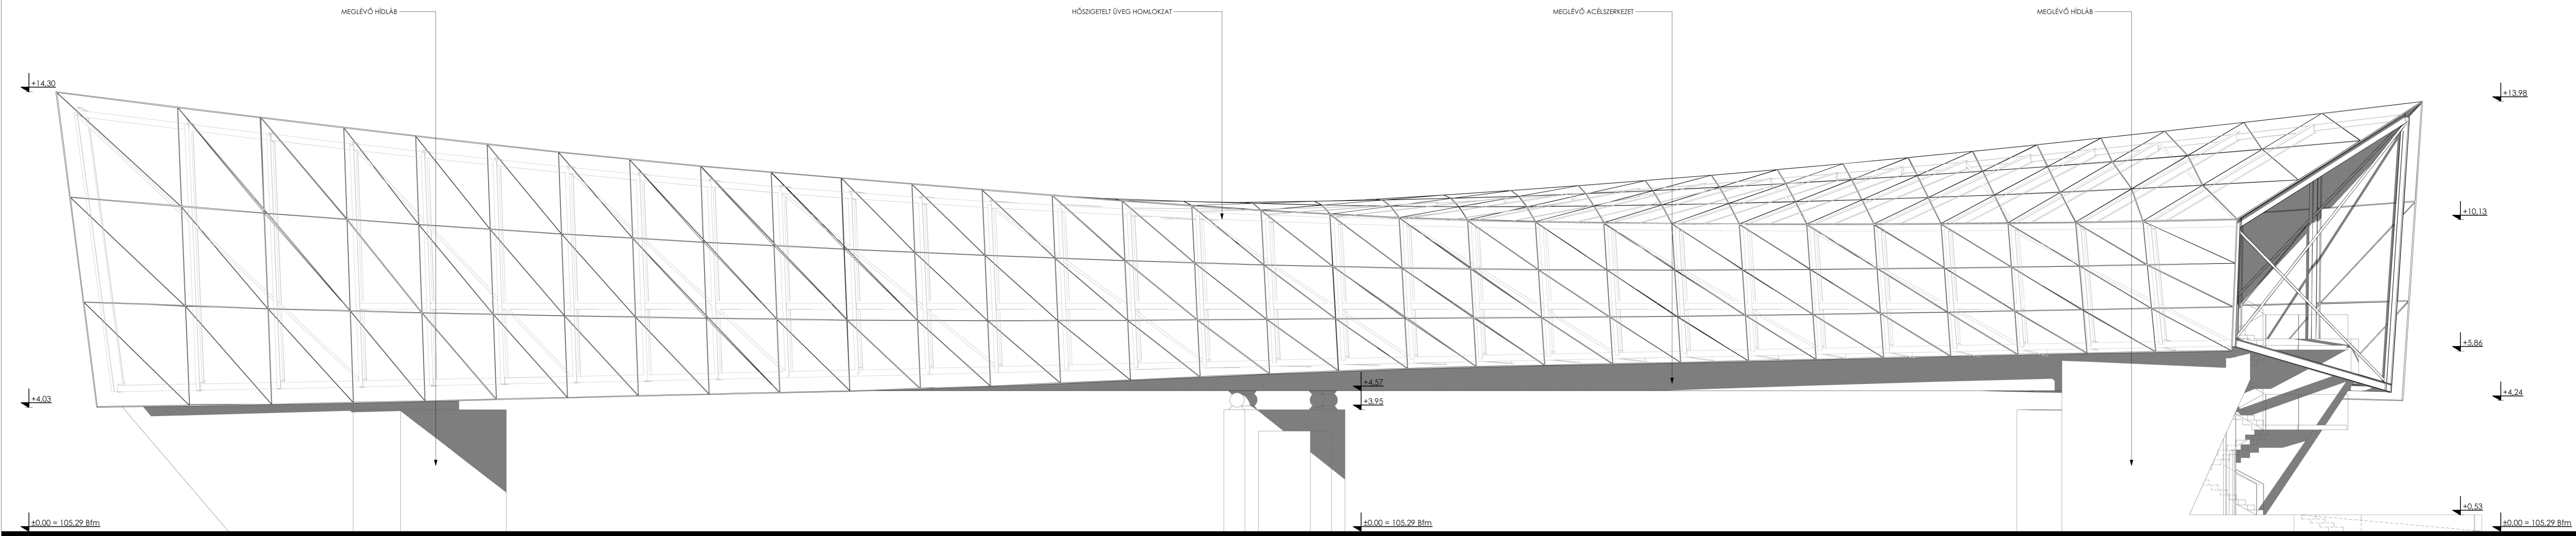 MEGLÉVŐ HÍDLÁB
HŐSZIGETELT ÜVEG HOMLOKZAT
MEGLÉVŐ ACÉLSZERKEZET
MEGLÉVŐ HÍDLÁB
+14,30
+13,98
+10,13
+5,86
+4,57
+4,03
+3,95
+4,24
+0,53
±0,00 = 105,29 Bfm
±0,00 = 105,29 Bfm
±0,00 = 105,29 Bfm